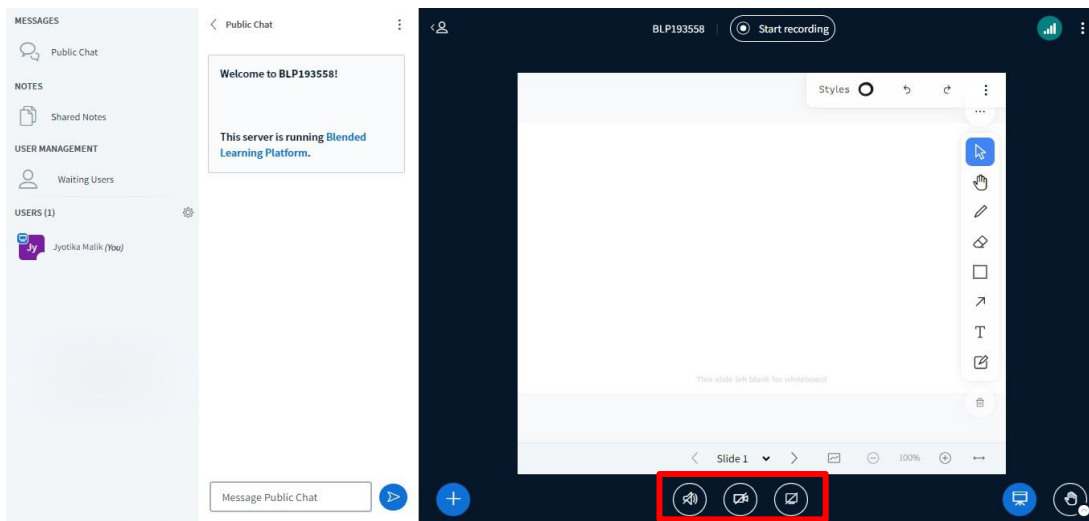 MESSAGES
Public Chat
NOTES
Shared Notes
USER MANAGEMENT
Waiting Users
USERS (1)
Jy
Jyotika Malik (You)
Public Chat
Welcome to BLP193558!
This server is running Blended
Learning Platform.
Message Public Chat
BLP193558
Start recording
Styles
T
This slide left blank for whiteboard
Slide 1
100%